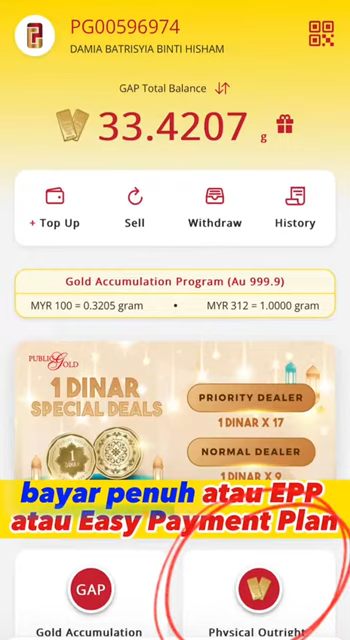 PG00596974
DAMIA BATRISYIA BINTI HISHAM
GAP Total Balance
33.4207 g
+ Top Up Sell Withdraw History
Gold Accumulation Program (Au 999.9)
MYR 100 = 0.3205 gram • MYR 312 = 1.0000 gram
PUBLIC Gold
1 DINAR
SPECIAL DEALS
PRIORITY DEALER
1 DINAR X 17
NORMAL DEALER
1 DINAR X 9
1
DINAR
bayar penuh atau EPP
atau Easy Payment Plan
GAP
Gold Accumulation Physical Outright